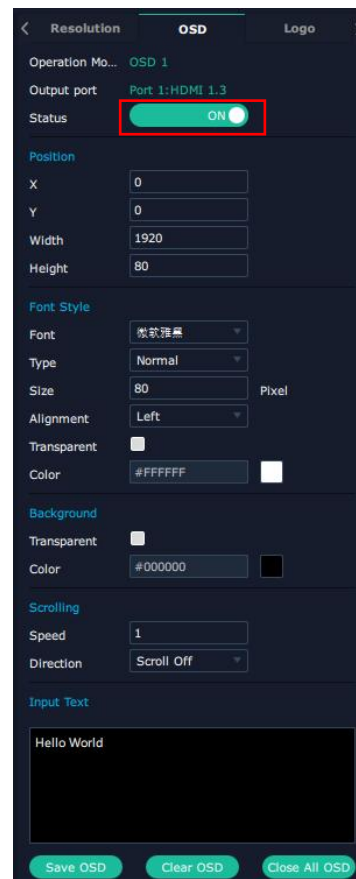 Resolution OSD Logo
Operation Mo... OSD 1
Output port Port 1:HDMI 1.3
Status ON
Position
X 0
Y 0
Width 1920
Height 80
Font Style
Font 微软雅黑
Type Normal
Size 80 Pixel
Alignment Left
Transparent
Color #FFFFFF
Background
Transparent
Color #000000
Scrolling
Speed 1
Direction Scroll Off
Input Text
Hello World
Save OSD Clear OSD Close All OSD